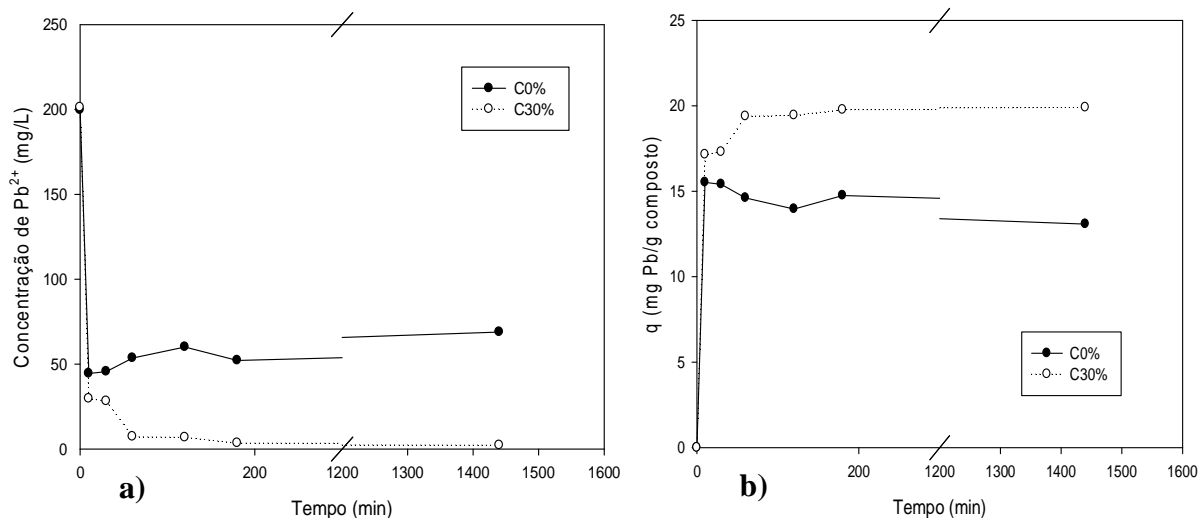 Concentração de Pb2+ (mg/L)
250
200
150
100
50
0
C0%
C30%
0 200 1200 1300 1400 1500 1600
a)
Tempo (min)
q (mg Pb/g composto)
25
20
15
10
5
0
C0%
C30%
0 200 1200 1300 1400 1500 1600
b)
Tempo (min)